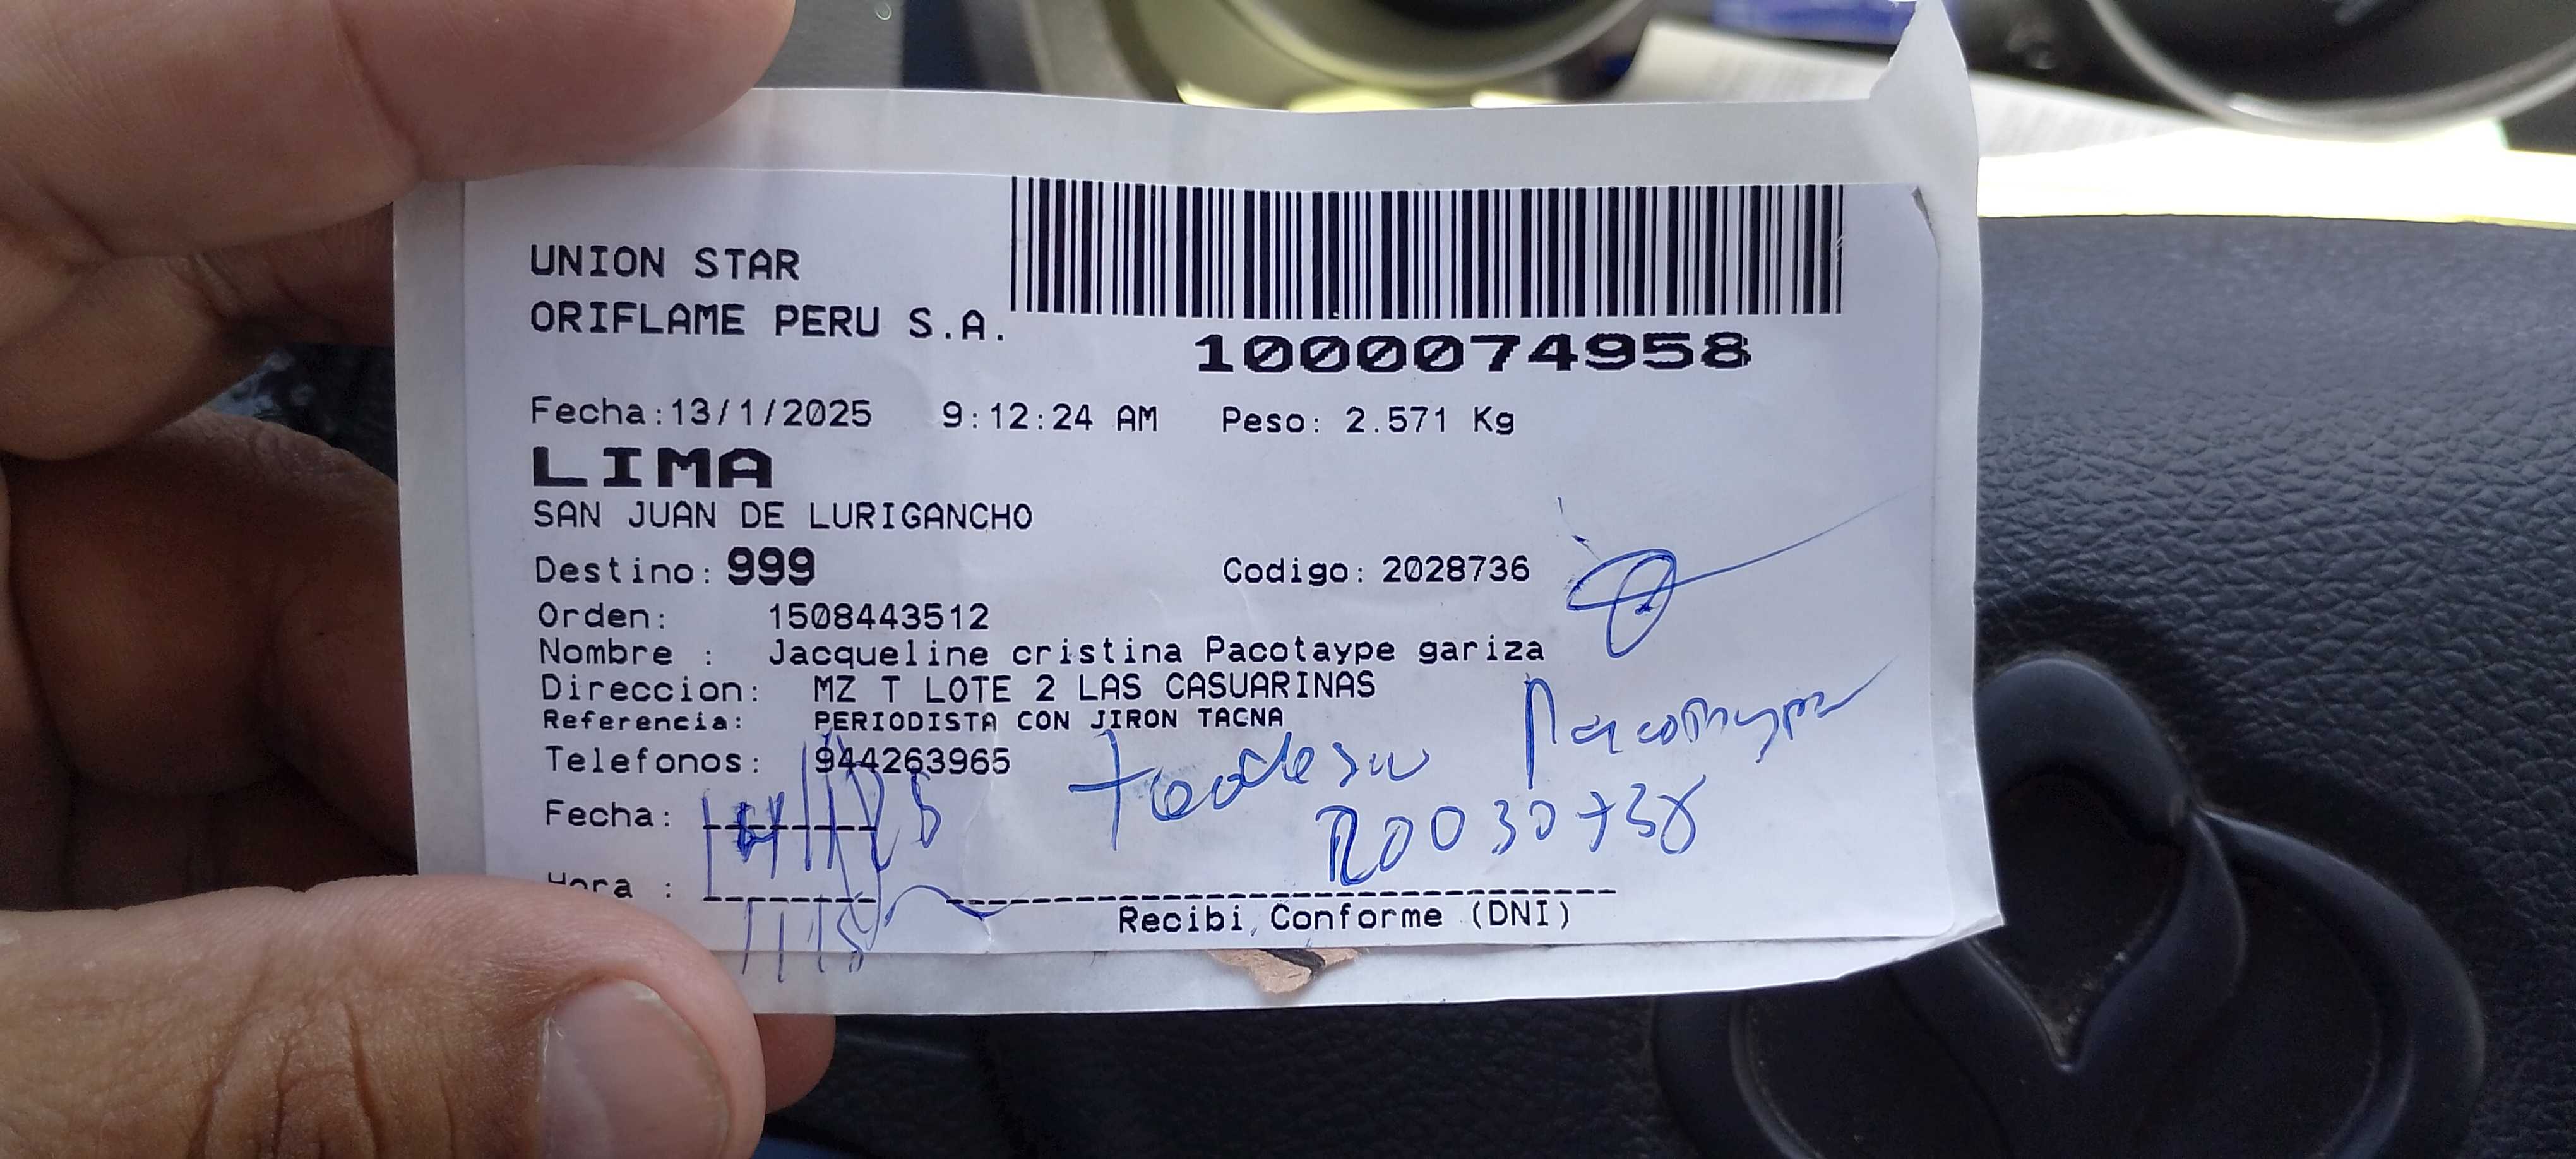 UNION STAR
ORIFLAME PERU S.A.
1000074958
Fecha:13/1/2025 9:12:24 AM Peso: 2.571 Kg
LIMA
SAN JUAN DE LURIGANCHO
Destino: 999 Codigo: 2028736
Orden: 1508443512
Nombre : Jacqueline cristina Pacotaype gariza
Direccion: MZ T LOTE 2 LAS CASUARINAS
Referencia: PERIODISTA CON JIRON TACNA
Telefonos: 944263965
Pacotaype
Fecha:
Hora :
Recibi Conforme (DNI)